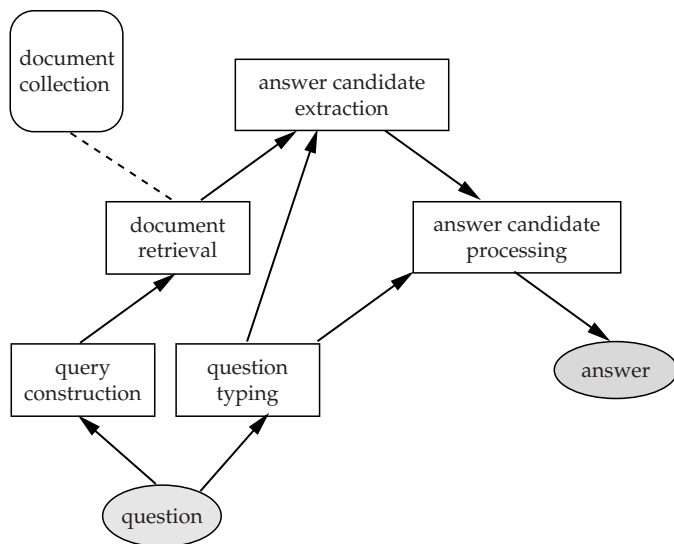 document
collection
answer candidate
extraction
document
retrieval
answer candidate
processing
query
construction
question
typing
answer
question